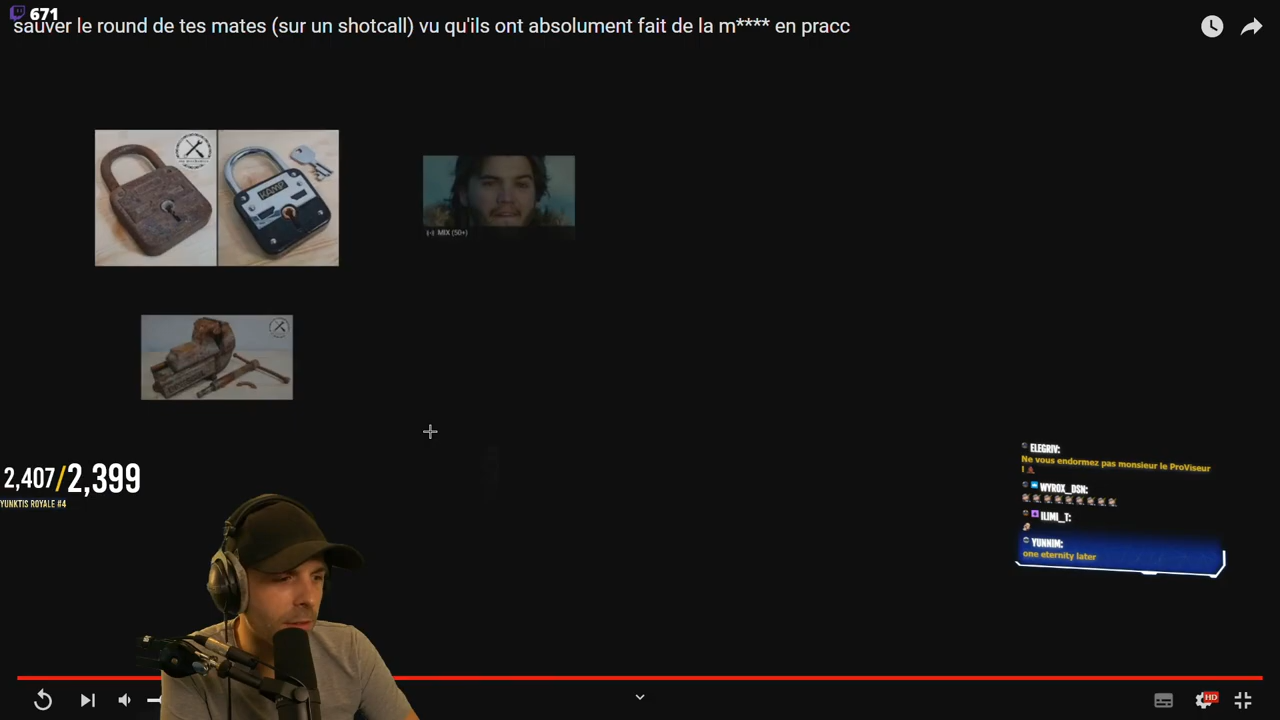 671
sauver le round de tes mates (sur un shotcall) vu qu'ils ont absolument fait de la m**** en pracc
KAMP
(-) MIX (50+)
2,407/2,399
YUNKTIS ROYALE #4
ELEGRIV:
Ne vous endormez pas monsieur le ProViseur
!
WYROX_DSN:
ILIMI_T:
YUNNIM:
one eternity later
HD